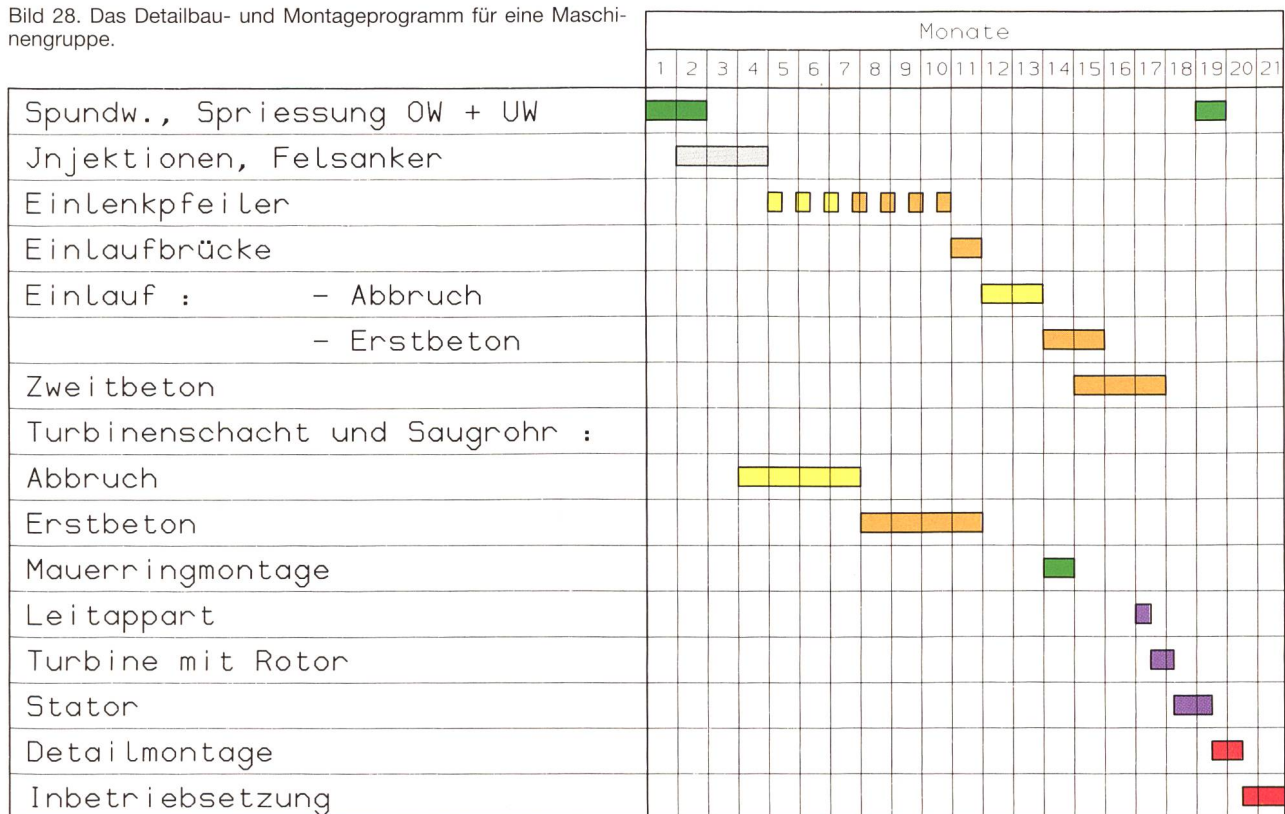 Bild 28. Das Detailbau- und Montageprogramm für eine Maschi-
nengruppe.
Monate
1 2 3 4 5 6 7 8 9 10 11 12 13 14 15 16 17 18 19 20 21
Spundw., Spriessung OW + UW
Jnjektionen, Felsanker
Einlenkpfeiler
Einlaufbrücke
Einlauf : - Abbruch
- Erstbeton
Zweitbeton
Turbinenschacht und Saugrohr :
Abbruch
Erstbeton
Mauerringmontage
Leitappart
Turbine mit Rotor
Stator
Detailmontage
Inbetriebsetzung